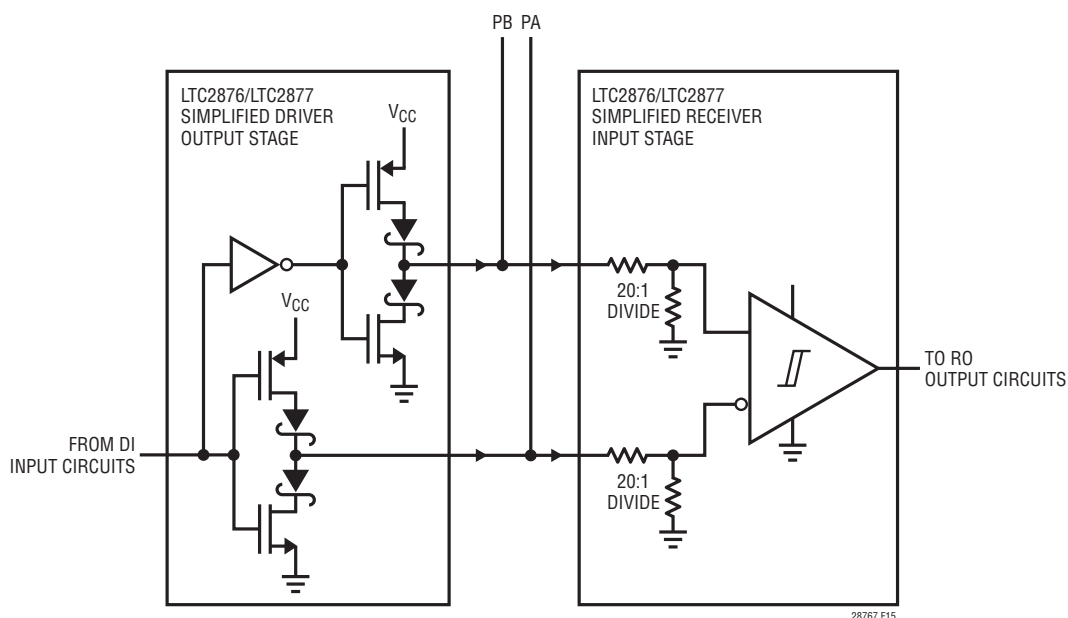 PB PA
LTC2876/LTC2877
SIMPLIFIED DRIVER
OUTPUT STAGE
VCC
VCC
FROM DI
INPUT CIRCUITS
LTC2876/LTC2877
SIMPLIFIED RECEIVER
INPUT STAGE
20:1
DIVIDE
20:1
DIVIDE
TO RO
OUTPUT CIRCUITS
28767 F15